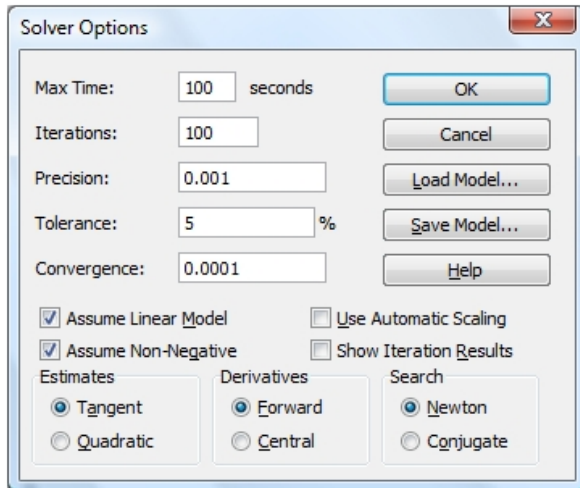 Solver Options
Max Time: 100 seconds OK
Iterations: 100 Cancel
Precision: 0.001 Load Model...
Tolerance: 5 % Save Model...
Convergence: 0.0001 Help
Assume Linear Model Use Automatic Scaling
Assume Non-Negative Show Iteration Results
Estimates Derivatives Search
Tangent Forward Newton
Quadratic Central Conjugate